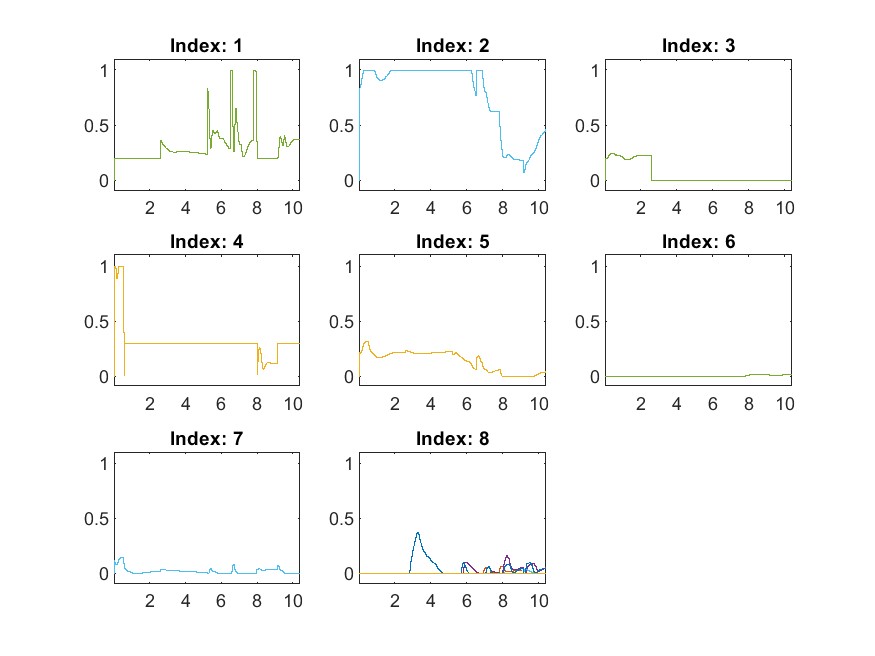 Index: 1 Index: 2 Index: 3
1 1 1
0.5 0.5 0.5
0 0 0
2 4 6 8 10 2 4 6 8 10 2 4 6 8 10
Index: 4 Index: 5 Index: 6
1 1 1
0.5 0.5 0.5
0 0 0
2 4 6 8 10 2 4 6 8 10 2 4 6 8 10
Index: 7 Index: 8
1 1
0.5 0.5
0 0
2 4 6 8 10 2 4 6 8 10